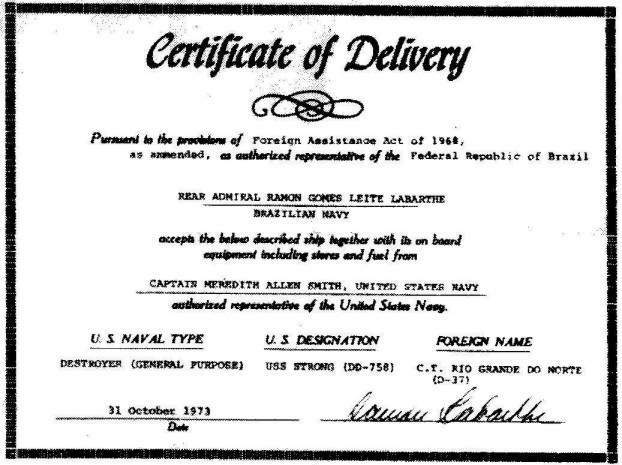 Certificate of Delivery
Pursuant to the provisions of Foreign Assistance Act of 1968,
as ammended, as authorized representative of the Federal Republic of Brazil
REAR ADMIRAL RAMON GOMES LEITE LABARTHE
BRAZILIAN NAVY
accepts the below described ship together with its on board
equipment including stores and fuel from
CAPTAIN MEREDITH ALLEN SMITH, UNITED STATES NAVY
authorized representative of the United States Navy.
U. S. NAVAL TYPE U. S. DESIGNATION FOREIGN NAME
DESTROYER (GENERAL PURPOSE) USS STRONG (DD-758) C.T. RIO GRANDE DO NORTE
(D-37)
31 October 1973 Ramon Labarthe
Date